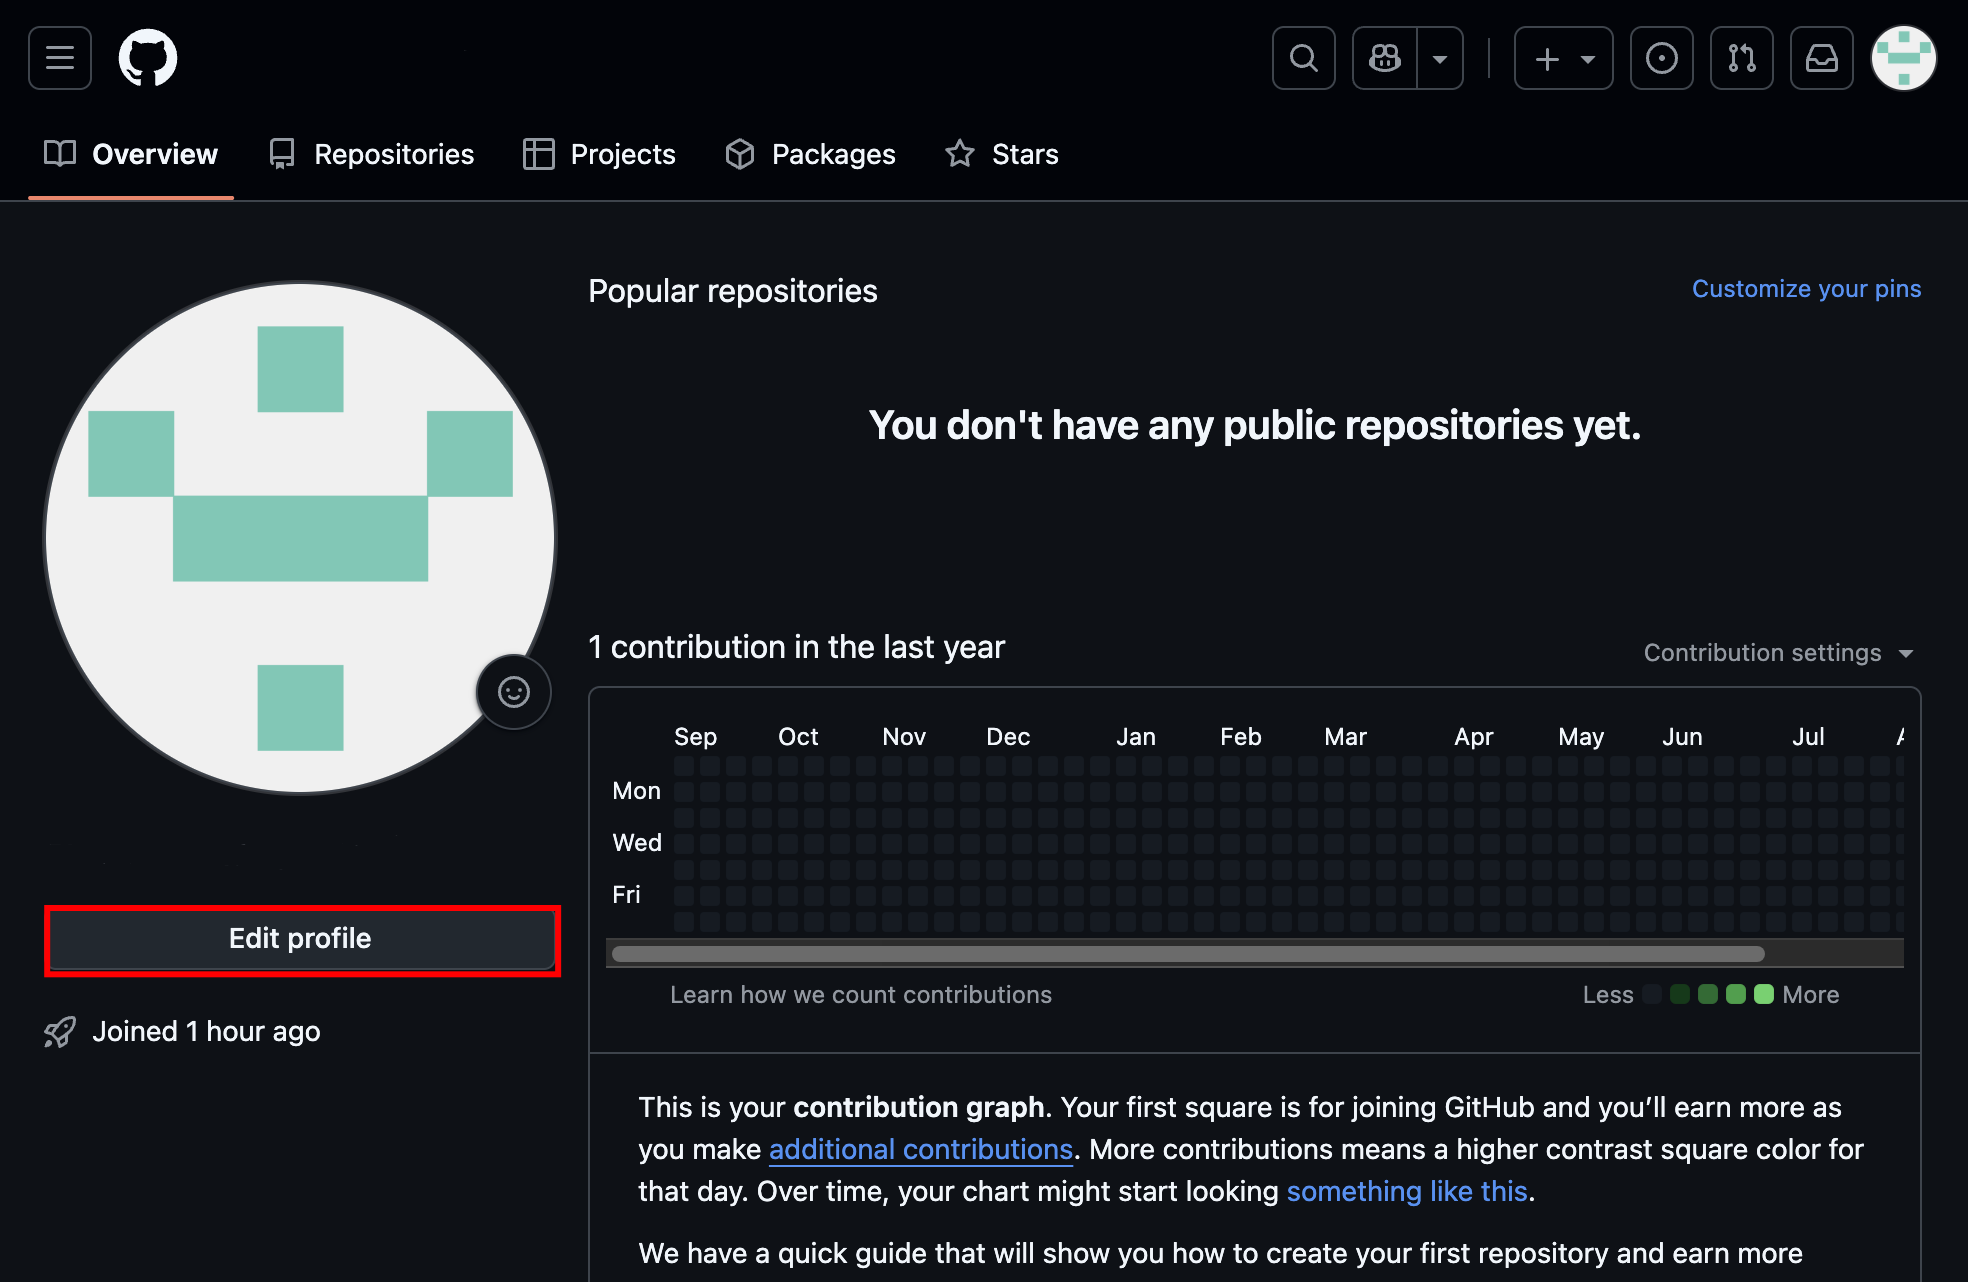 Overview Repositories Projects Packages Stars
Popular repositories
Customize your pins
You don't have any public repositories yet.
1 contribution in the last year
Contribution settings
Sep Oct Nov Dec Jan Feb Mar Apr May Jun Jul
Mon
Wed
Fri
Learn how we count contributions
Less More
Edit profile
Joined 1 hour ago
This is your contribution graph. Your first square is for joining GitHub and you’ll earn more as
you make additional contributions. More contributions means a higher contrast square color for
that day. Over time, your chart might start looking something like this.
We have a quick guide that will show you how to create your first repository and earn more